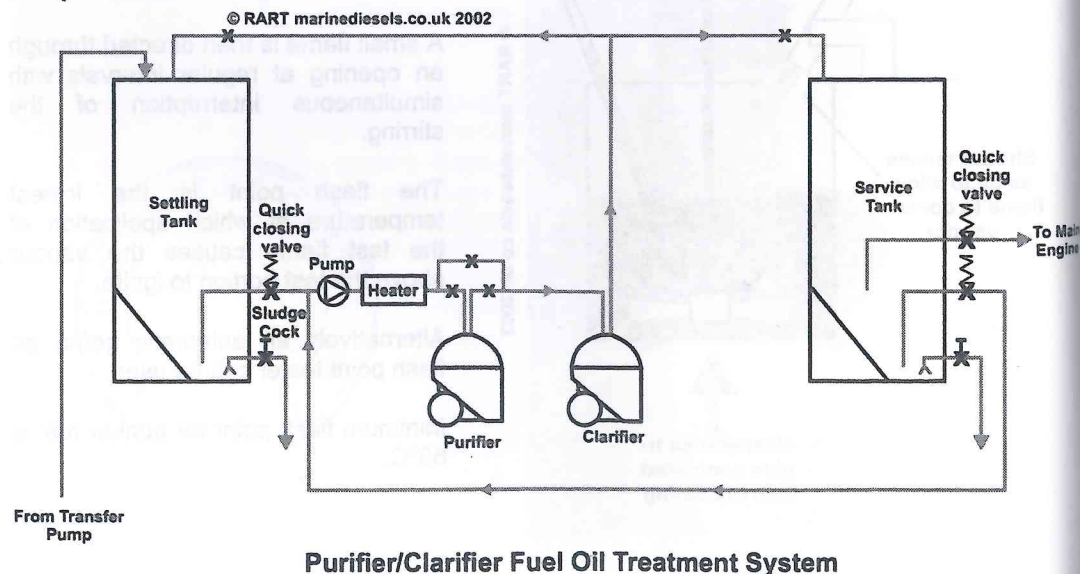 © RART marinediesels.co.uk 2002
Settling
Tank
Quick
closing
valve
Pump
Heater
Sludge
Cock
Purifier
Clarifier
Service
Tank
Quick
closing
valve
To Main
Engine
From Transfer
Pump
Purifier/Clarifier Fuel Oil Treatment System